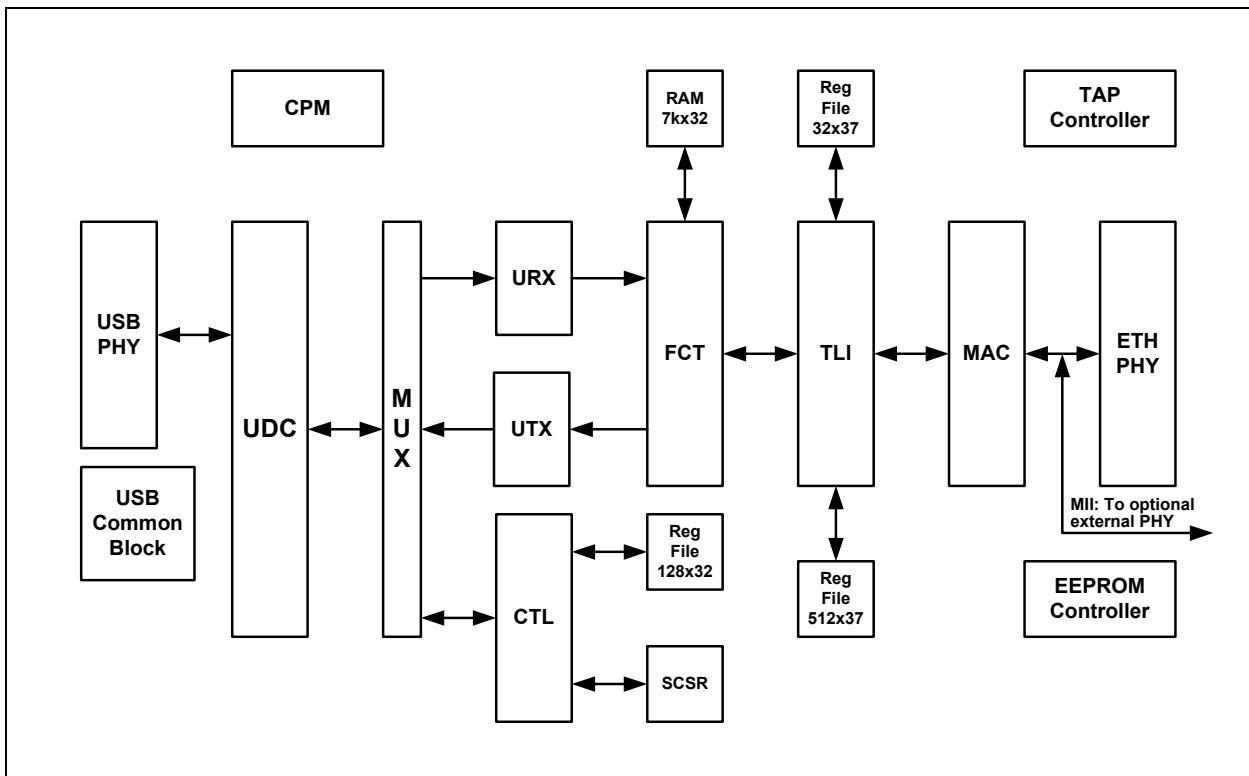 CPM
RAM
7kx32
Reg
File
32x37
TAP
Controller
USB
PHY
UDC
M
U
X
URX
UTX
FCT
TLI
MAC
ETH
PHY
USB
Common
Block
CTL
Reg
File
128x32
SCSR
Reg
File
512x37
MII: To optional
external PHY
EEPROM
Controller